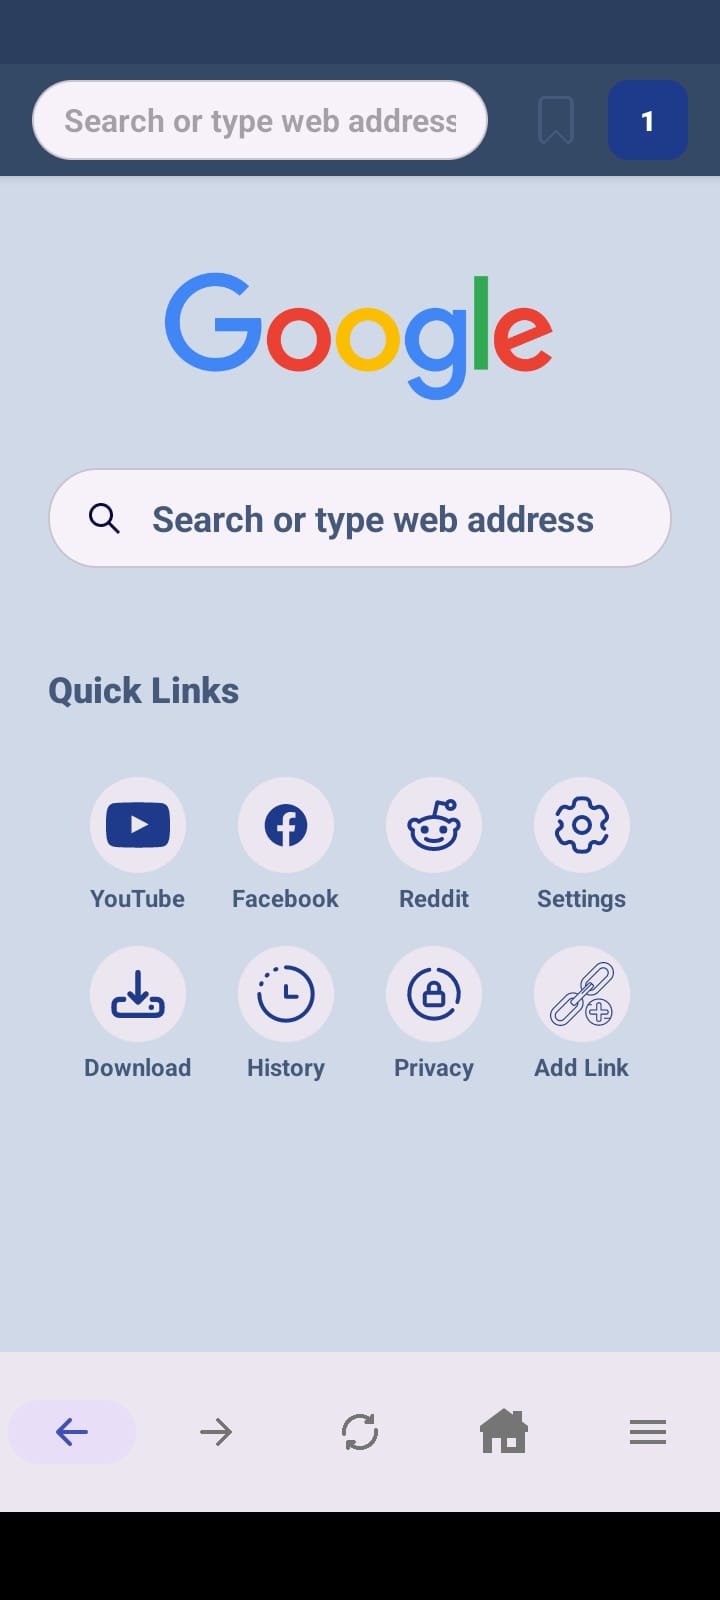 Search or type web address
1
Google
Search or type web address
Quick Links
YouTube Facebook Reddit Settings
Download History Privacy Add Link